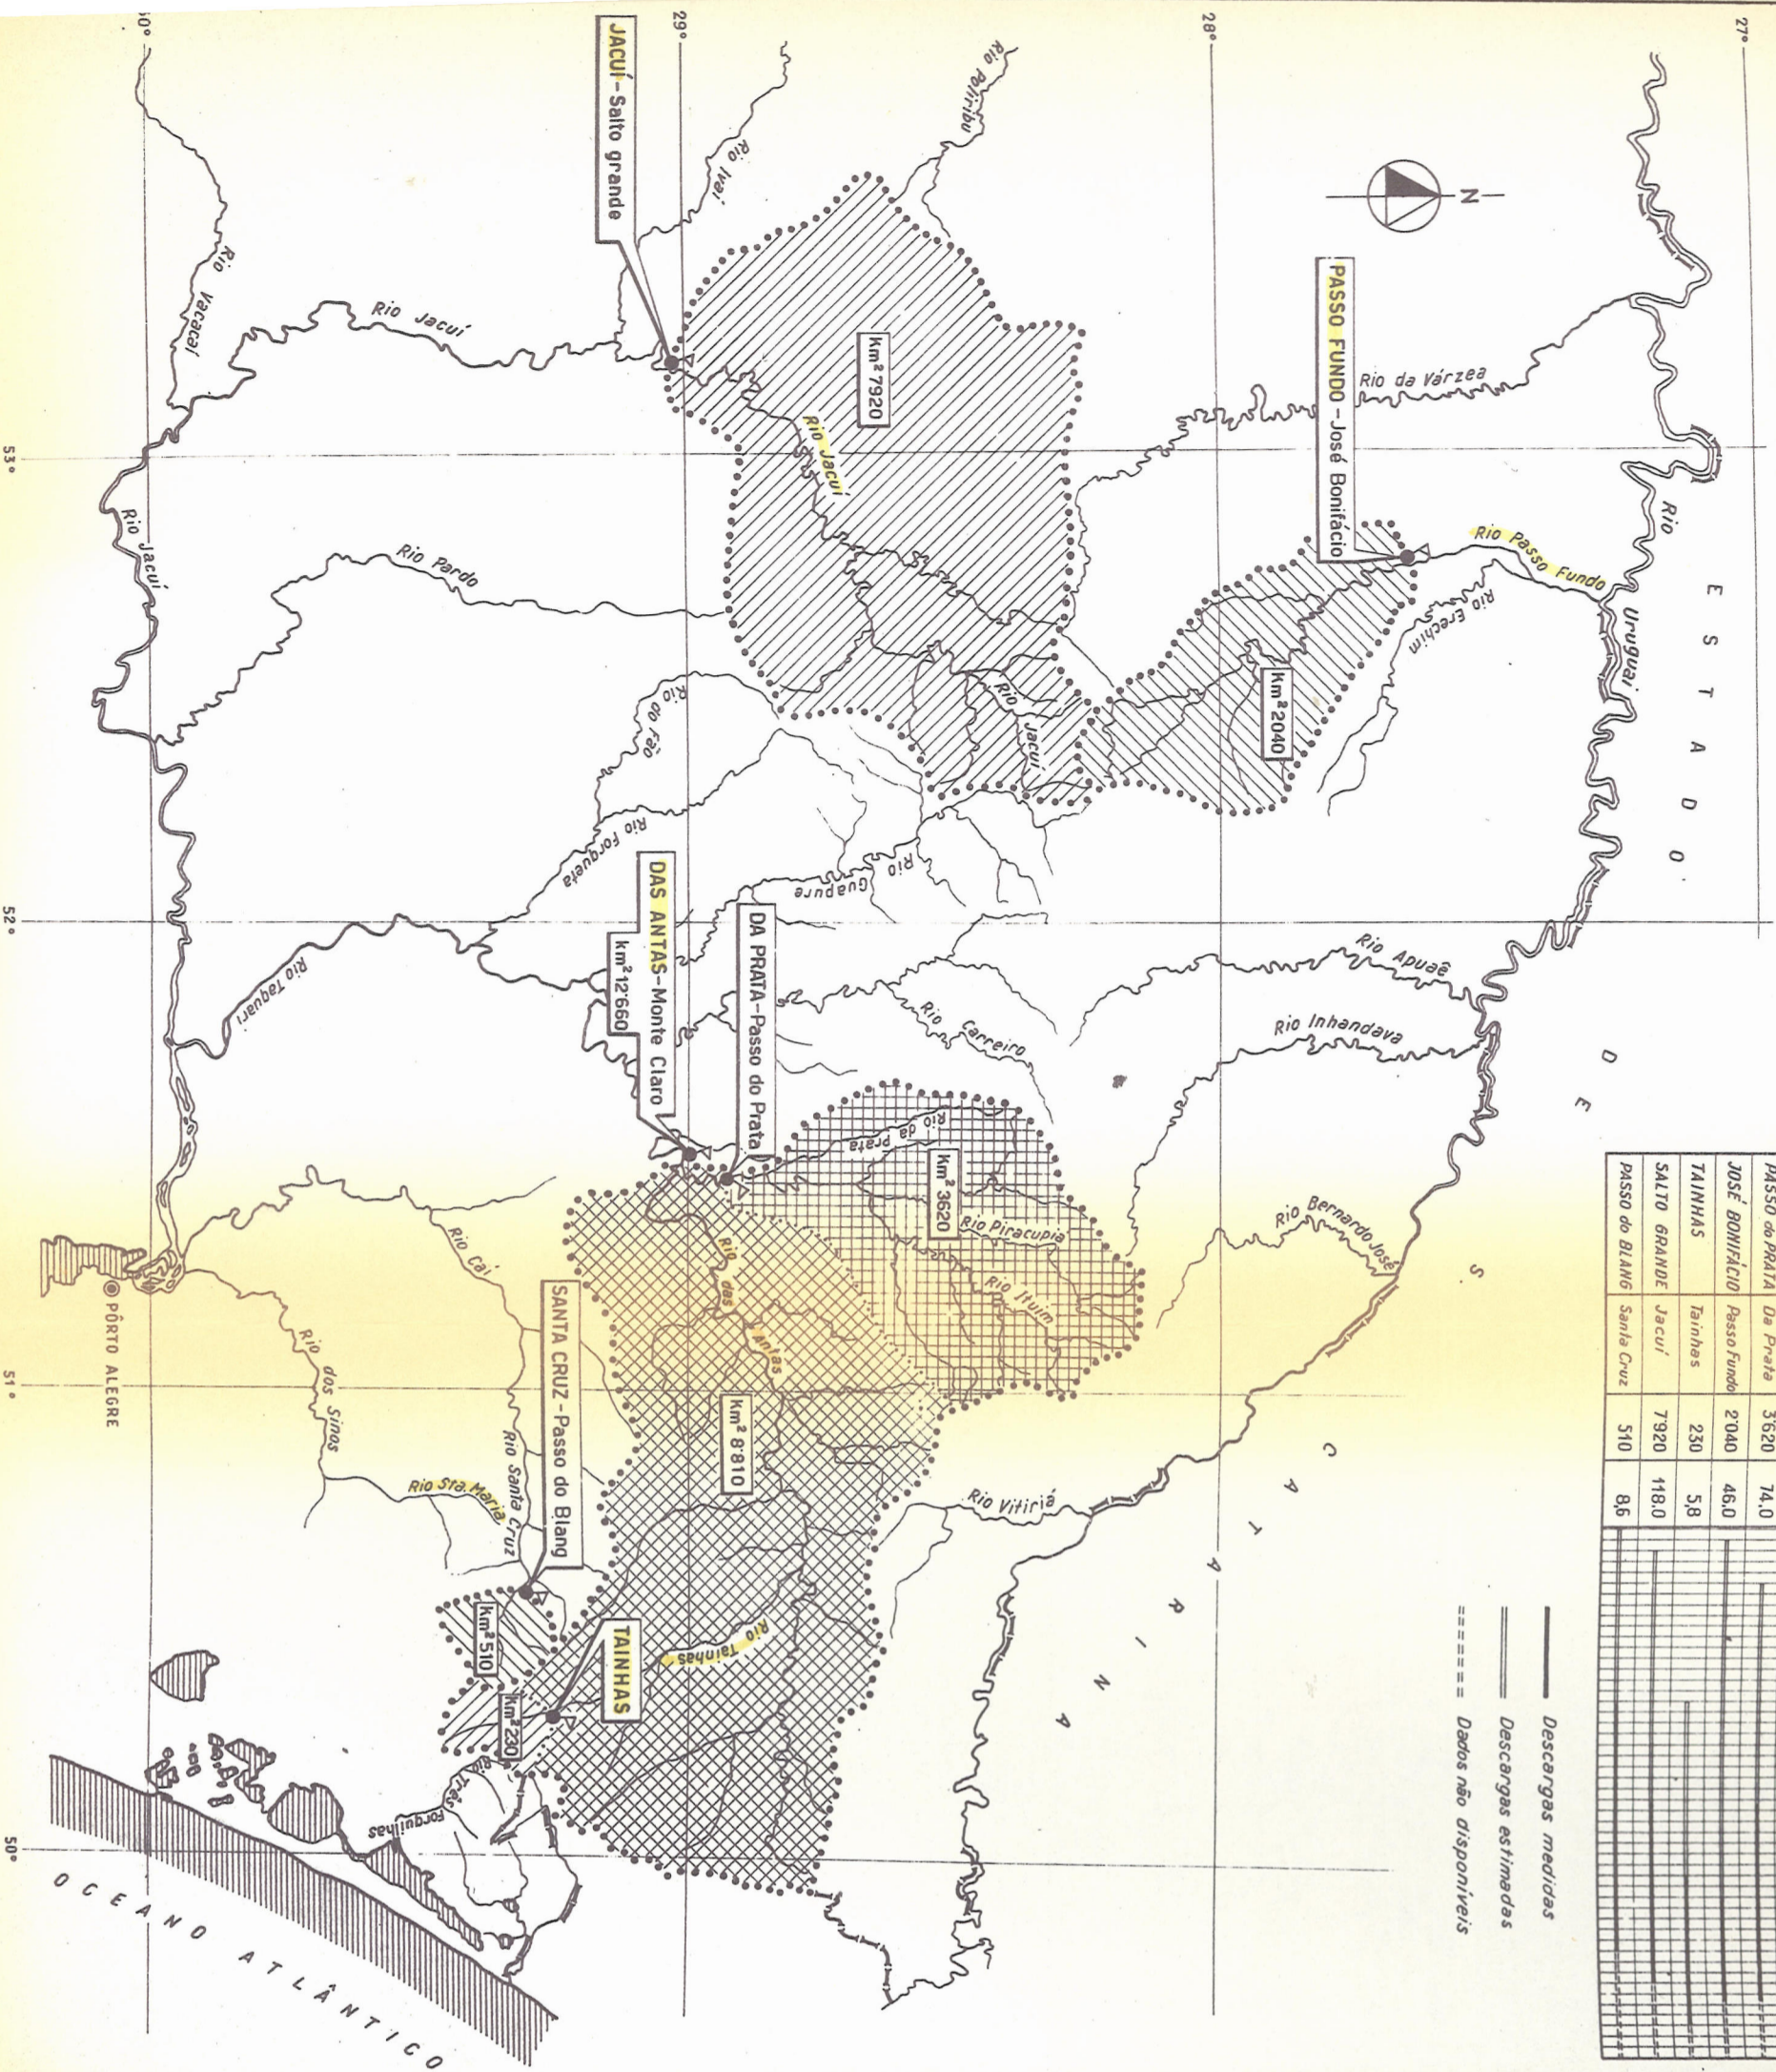 27°
28°
29°
30°
53°
52°
51°
50°
N
E S T A D O
D E
S
C A T A R I N A
PASSO do PRATA Da Prata 3'620 74.0
JOSÉ BONIFÁCIO Passo Fundo 2'040 46.0
TAINHAS Tainhas 230 5,8
SALTO GRANDE Jacuí 7'920 118.0
PASSO do BLANG Santa Cruz 510 8,6
Descargas medidas
Descargas estimadas
Dados não disponíveis
PASSO FUNDO-José Bonifácio
JACUÍ-Salto grande
DAS ANTAS-Monte Claro
km² 12'660
DA PRATA-Passo do Prata
SANTA CRUZ-Passo do Blang
TAINHAS
Km² 7920
Km² 2040
Km² 3620
Km² 8'810
Km² 510
Km² 230
Rio Uruguai
Rio Passo Fundo
Rio Erechim
Rio da Várzea
Rio Poliribu
Rio Ivai
Rio Jacuí
Rio Jacuí
Rio Jacuí
Rio Jacuí
Rio Vacacaí
Rio Pardo
Rio do Fão
Rio Forqueta
Rio Guapure
Rio Taquari
Rio Carreiro
Rio Apuaê
Rio Inhandava
Rio Bernardo José
Rio da Prata
Rio Piracupia
Rio Ituim
Rio das Antas
Rio Vitiriá
Rio Tainhas
Rio Caí
Rio Santa Cruz
Rio Sta. Maria
Rio dos Sinos
Rio Três Forquilhas
PÔRTO ALEGRE
OCEANO ATLÂNTICO